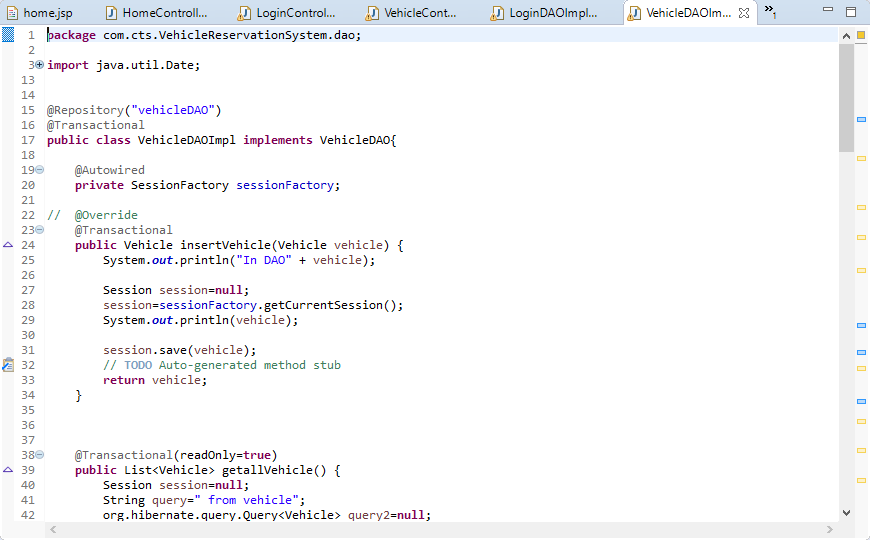 home.jsp HomeControll... LoginControl... VehicleCont... LoginDAOImpl... VehicleDAOIm... »1
1 package com.cts.VehicleReservationSystem.dao;
2
3 import java.util.Date;
13
14
15 @Repository("vehicleDAO")
16 @Transactional
17 public class VehicleDAOImpl implements VehicleDAO{
18
19 @Autowired
20 private SessionFactory sessionFactory;
21
22 // @Override
23 @Transactional
24 public Vehicle insertVehicle(Vehicle vehicle) {
25 System.out.println("In DAO" + vehicle);
26
27 Session session=null;
28 session=sessionFactory.getCurrentSession();
29 System.out.println(vehicle);
30
31 session.save(vehicle);
32 // TODO Auto-generated method stub
33 return vehicle;
34 }
35
36
37
38 @Transactional(readOnly=true)
39 public List<Vehicle> getallVehicle() {
40 Session session=null;
41 String query=" from vehicle";
42 org.hibernate.query.Query<Vehicle> query2=null;